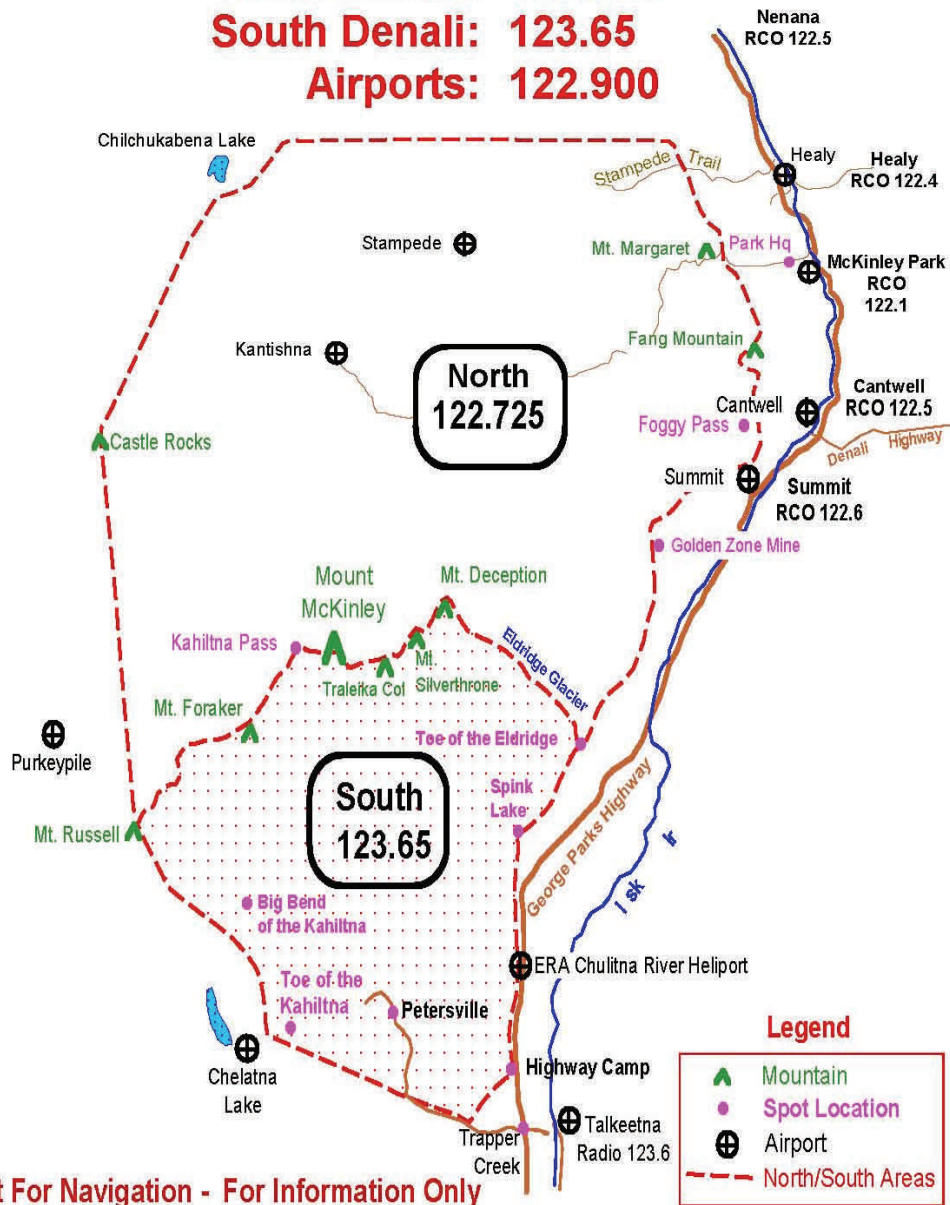 South Denali: 123.65
Airports: 122.900
Nenana
RCO 122.5
Chilchukabena Lake
Stampede Trail
Healy
Healy
RCO 122.4
Stampede
Mt. Margaret
Park Hq
McKinley Park
RCO
122.1
Kantishna
Fang Mountain
North
122.725
Cantwell
Cantwell
RCO 122.5
Castle Rocks
Foggy Pass
Denali Highway
Summit
Summit
RCO 122.6
Golden Zone Mine
Mount
McKinley
Mt. Deception
Kahiltna Pass
Eldridge Glacier
Mt.
Silverthrone
Traleika Col
Mt. Foraker
Toe of the Eldridge
Purkeypile
South
123.65
Spink
Lake
George Parks Highway
Mt. Russell
Big Bend
of the Kahiltna
ERA Chulitna River Heliport
Toe of the
Kahiltna
Petersville
Chelatna
Lake
Highway Camp
Trapper
Creek
Talkeetna
Radio 123.6
Legend
Mountain
Spot Location
Airport
North/South Areas
For Navigation - For Information Only